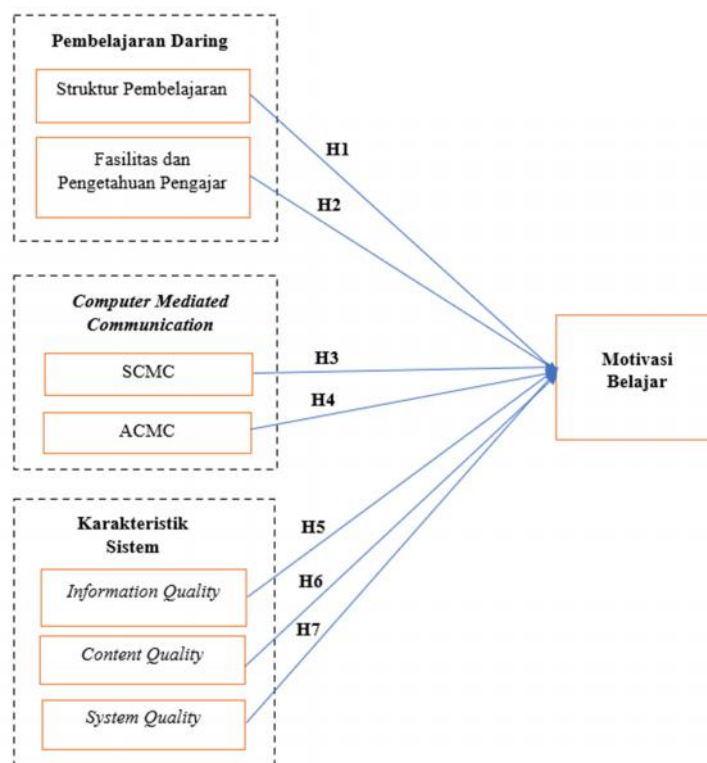 Pembelajaran Daring
Struktur Pembelajaran
Fasilitas dan
Pengetahuan Pengajar
H1
H2
Computer Mediated
Communication
SCMC
ACMC
H3
H4
Motivasi
Belajar
Karakteristik
Sistem
Information Quality
Content Quality
System Quality
H5
H6
H7